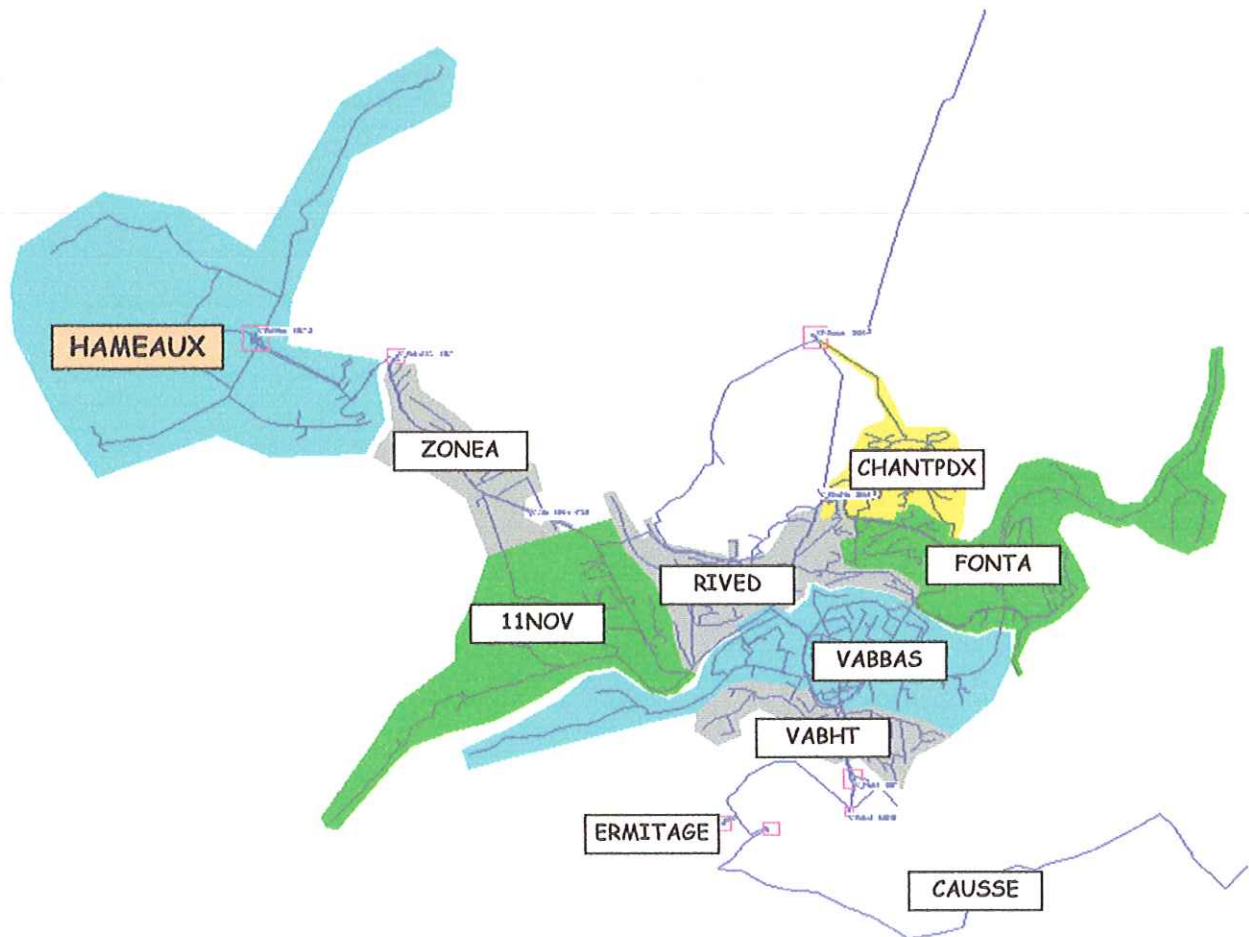 HAMEAUX
ZONEA
CHANTPDX
FONTA
RIVED
11NOV
VABBAS
VABHT
ERMITAGE
CAUSSE